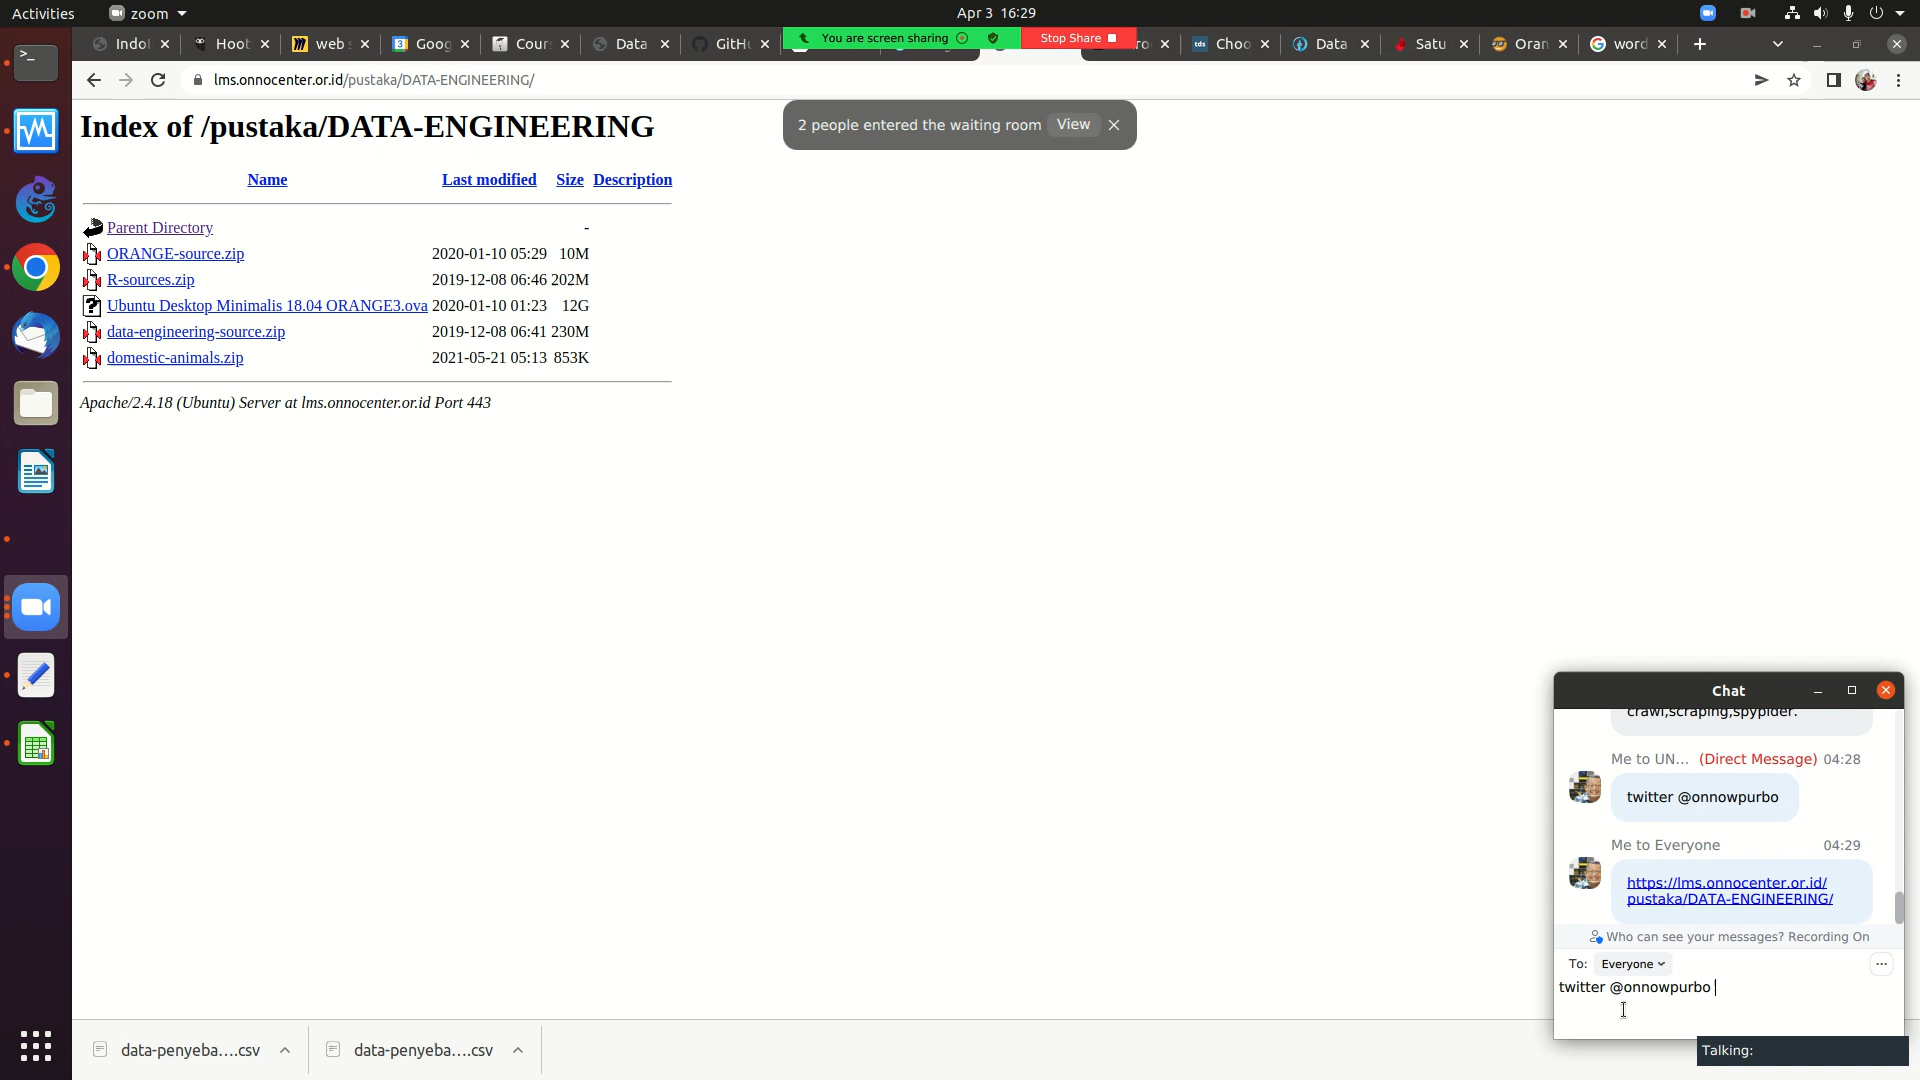 Activities zoom Apr 3 16:29
Indo Hoot web Goog Cour Data GitH You are screen sharing Stop Share Choo Data Satu Oran word
lms.onnocenter.or.id/pustaka/DATA-ENGINEERING/
Index of /pustaka/DATA-ENGINEERING
2 people entered the waiting room View
Name Last modified Size Description
Parent Directory -
ORANGE-source.zip 2020-01-10 05:29 10M
R-sources.zip 2019-12-08 06:46 202M
Ubuntu Desktop Minimalis 18.04 ORANGE3.ova 2020-01-10 01:23 12G
data-engineering-source.zip 2019-12-08 06:41 230M
domestic-animals.zip 2021-05-21 05:13 853K
Apache/2.4.18 (Ubuntu) Server at lms.onnocenter.or.id Port 443
Chat
crawl,scraping,spypider.
Me to UN... (Direct Message) 04:28
twitter @onnowpurbo
Me to Everyone 04:29
https://lms.onnocenter.or.id/
pustaka/DATA-ENGINEERING/
Who can see your messages? Recording On
To: Everyone
twitter @onnowpurbo
data-penyeba....csv data-penyeba....csv
Talking: